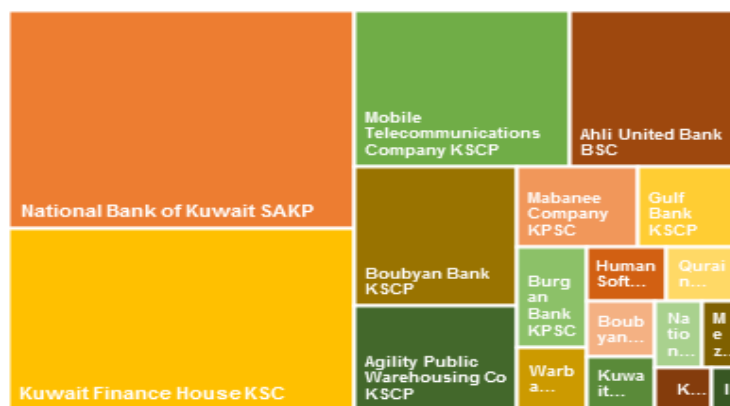 National Bank of Kuwait SAKP
Kuwait Finance House KSC
Mobile
Telecommunications
Company KSCP
Ahli United Bank
BSC
Boubyan Bank
KSCP
Agility Public
Warehousing Co
KSCP
Mabanee
Company
KPSC
Gulf
Bank
KSCP
Burg
an
Bank
KPSC
Warb
a...
Human
Soft...
Qurai
n...
Boub
yan...
Na
tion
n...
M
e
z...
Kuwa
it...
K...
I